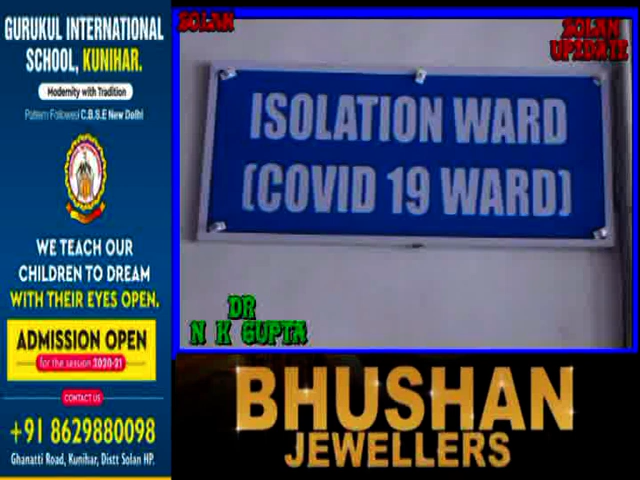 GURUKUL INTERNATIONAL
SCHOOL, KUNIHAR.
Modernity with Tradition
Pattern Followed C.B.S.E New Delhi
WE TEACH OUR
CHILDREN TO DREAM
WITH THEIR EYES OPEN.
ADMISSION OPEN
for the session 2020-21
CONTACT US
+91 8629880098
Ghanatti Road, Kunihar, Distt Solan HP.
SOLAN
SOLAN
UPSDATE
ISOLATION WARD
(COVID 19 WARD)
DR
N K GUPTA
BHUSHAN
JEWELLERS